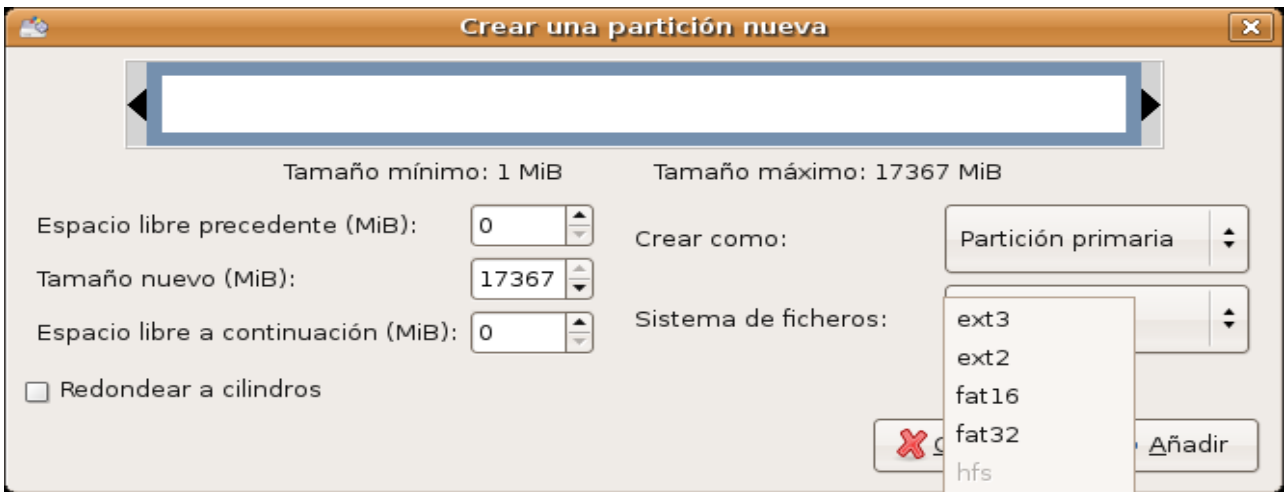 Crear una partición nueva
Tamaño mínimo: 1 MiB Tamaño máximo: 17367 MiB
Espacio libre precedente (MiB): 0
Crear como: Partición primaria
Tamaño nuevo (MiB): 17367
Espacio libre a continuación (MiB): 0
Sistema de ficheros:
ext3
ext2
fat16
fat32
hfs
Redondear a cilindros
Añadir